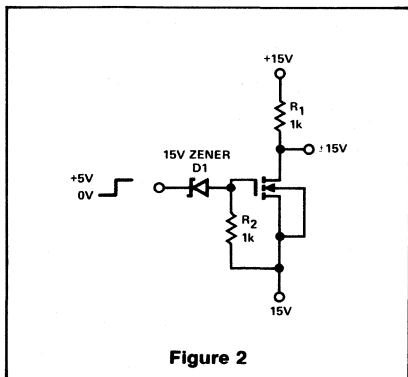 +15V
R1
1k
±15V
15V ZENER
D1
+5V
0V
R2
1k
15V
Figure 2